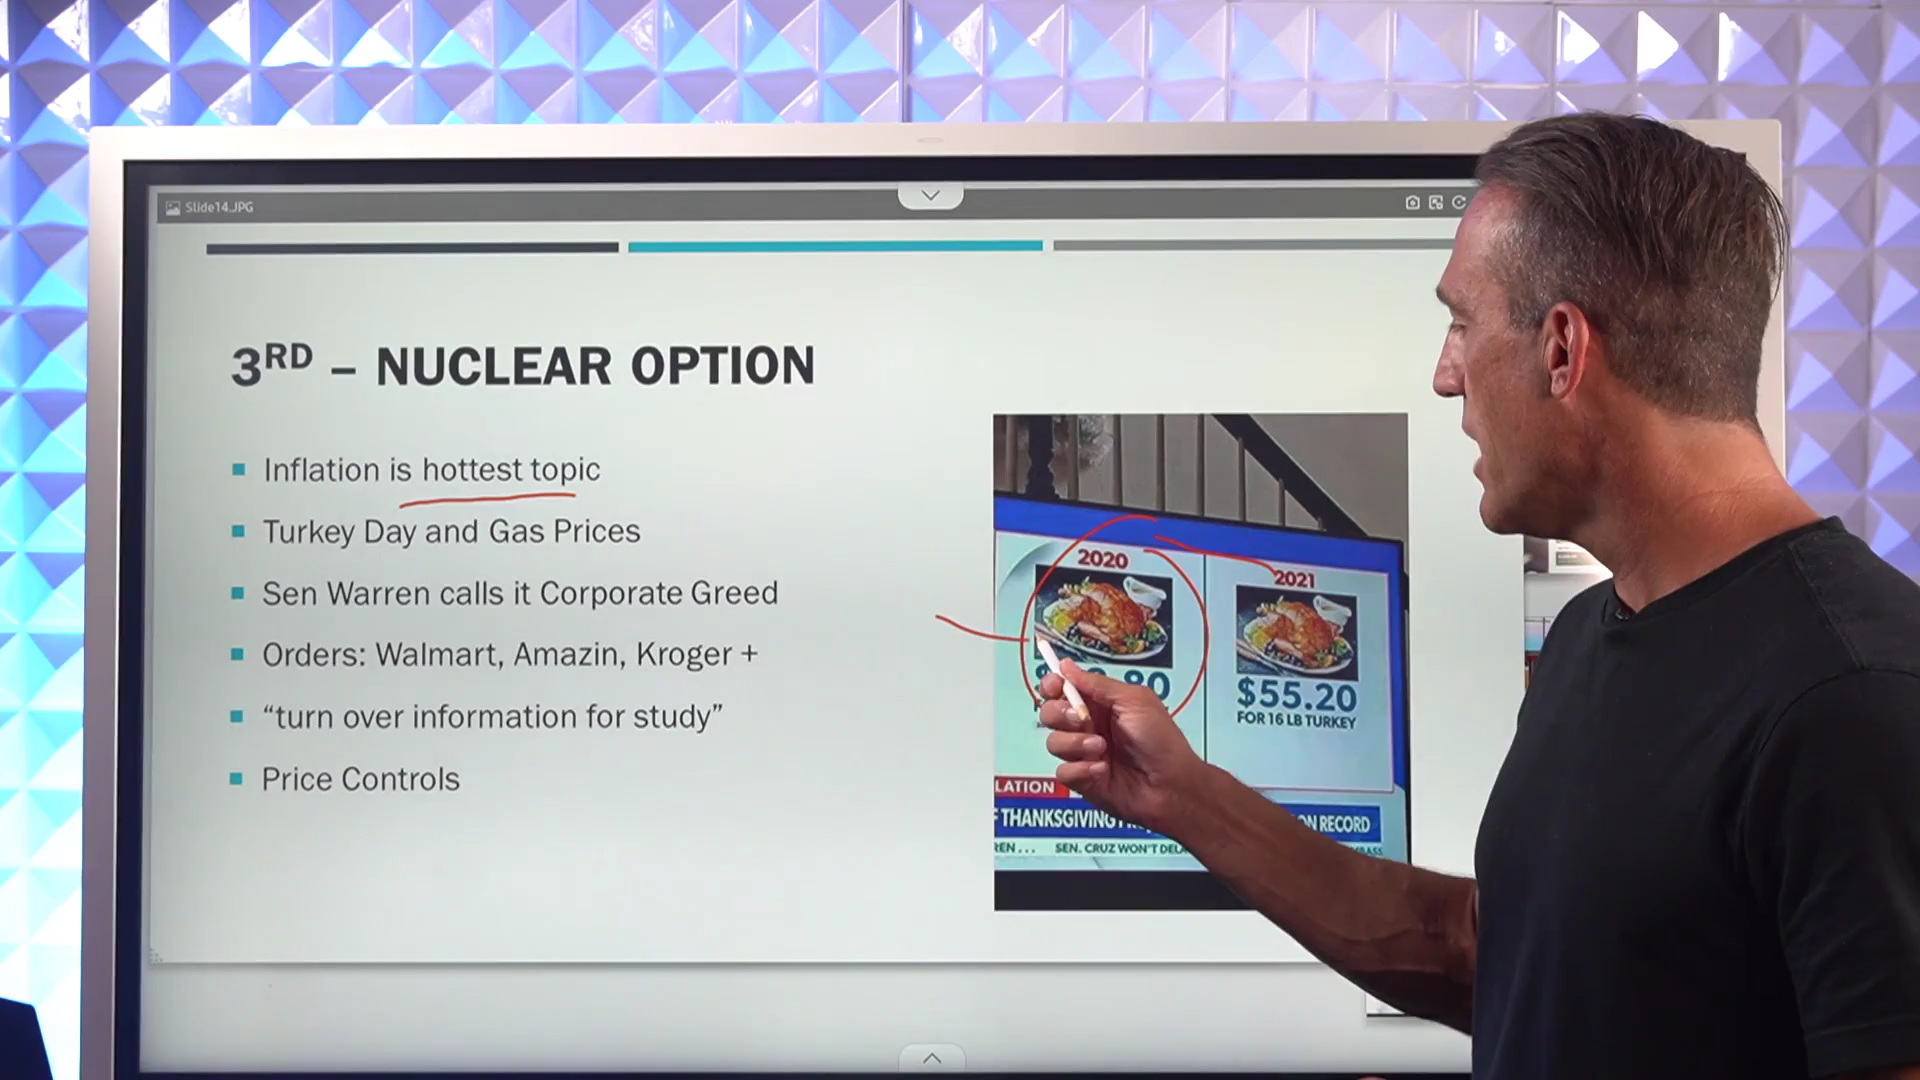 Slide14.JPG
3RD – NUCLEAR OPTION
Inflation is hottest topic
Turkey Day and Gas Prices
Sen Warren calls it Corporate Greed
Orders: Walmart, Amazin, Kroger +
“turn over information for study”
Price Controls
2020
2021
$55.20
FOR 16 LB TURKEY
LATION
THANKSGIVING
ON RECORD
REN... SEN. CRUZ WON'T